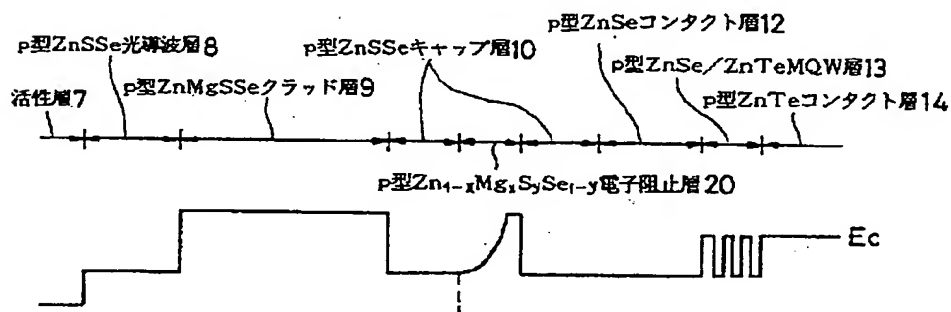 p型ZnSeコンタクト層12
p型ZnSSe光導波層8
p型ZnSSeキャップ層10
p型ZnSe/ZnTeMQW層13
活性層7
p型ZnMgSSeクラッド層9
p型ZnTeコンタクト層14
p型Zn₁₋ₓMgₓSᵧSe₁₋ᵧ電子阻止層20
Ec